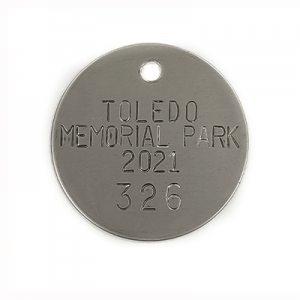 TOLEDO
MEMORIAL PARK
2021
326